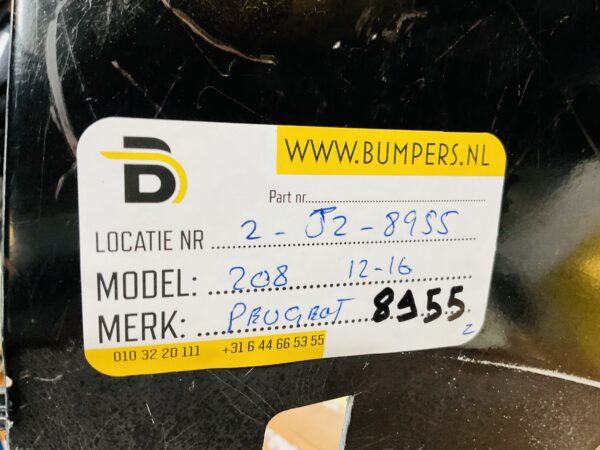 WWW.BUMPERS.NL
Part nr
LOCATIE NR 2-J2-8955
MODEL: 208 12-16
MERK: PEUGEOT 8955
2
010 32 20 111 +31 6 44 66 53 55